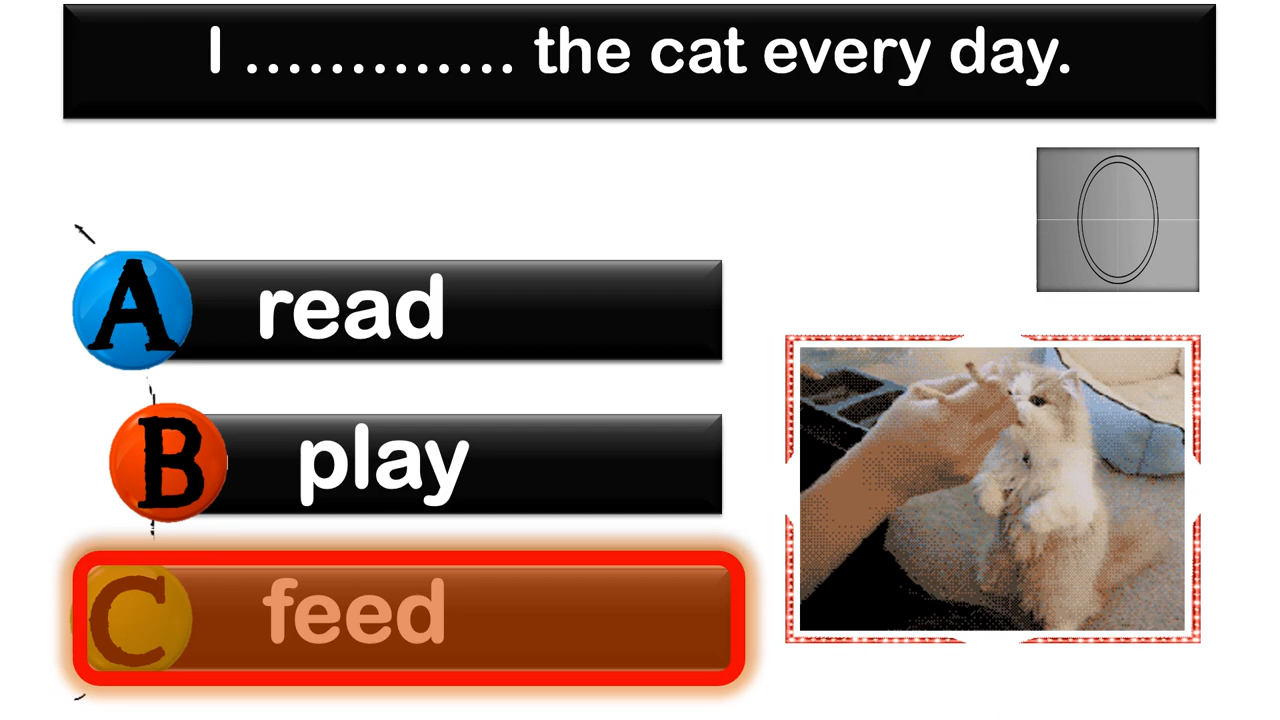 I ............. the cat every day.
A read
B play
C feed